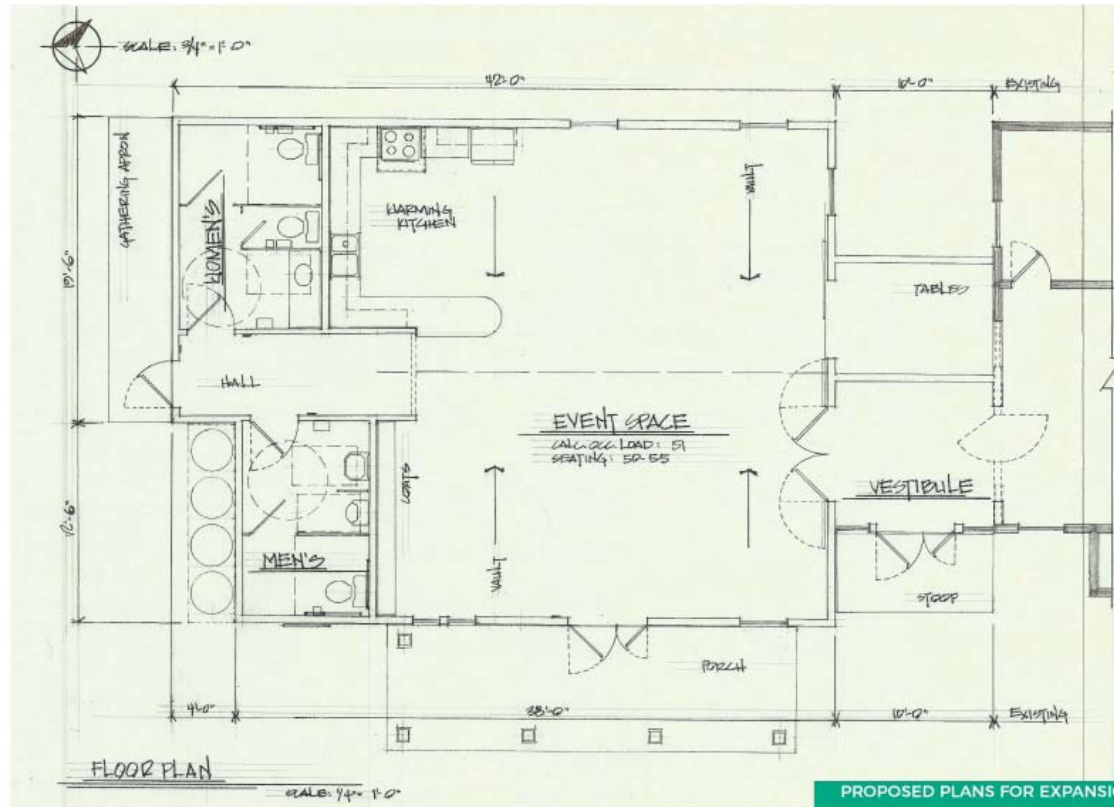 SCALE: 3/4" = 1'-0"
42'-0"
10'-0"
EXISTING
GATHERING APRON
19'-6"
WOMEN'S
WARMING
KITCHEN
VAULT
TABLES
HALL
EVENT SPACE
CALC. OCC. LOAD: 51
SEATING: 50-55
COATS
VESTIBULE
12'-6"
MEN'S
VAULT
STOOP
PORCH
4'-0"
38'-0"
10'-0"
EXISTING
FLOOR PLAN
SCALE: 1/4" = 1'-0"
PROPOSED PLANS FOR EXPANSI